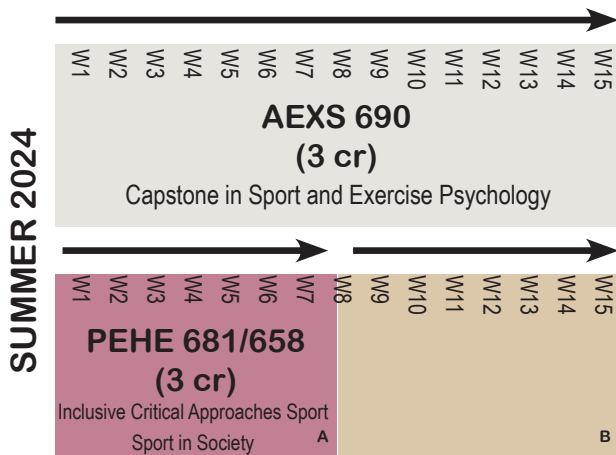 SUMMER 2024
W1 W2 W3 W4 W5 W6 W7 W8 W9 W10 W11 W12 W13 W14 W15
AEXS 690
(3 cr)
Capstone in Sport and Exercise Psychology
W1 W2 W3 W4 W5 W6 W7 W8 W9 W10 W11 W12 W13 W14 W15
PEHE 681/658
(3 cr)
Inclusive Critical Approaches Sport
Sport in Society
A
B